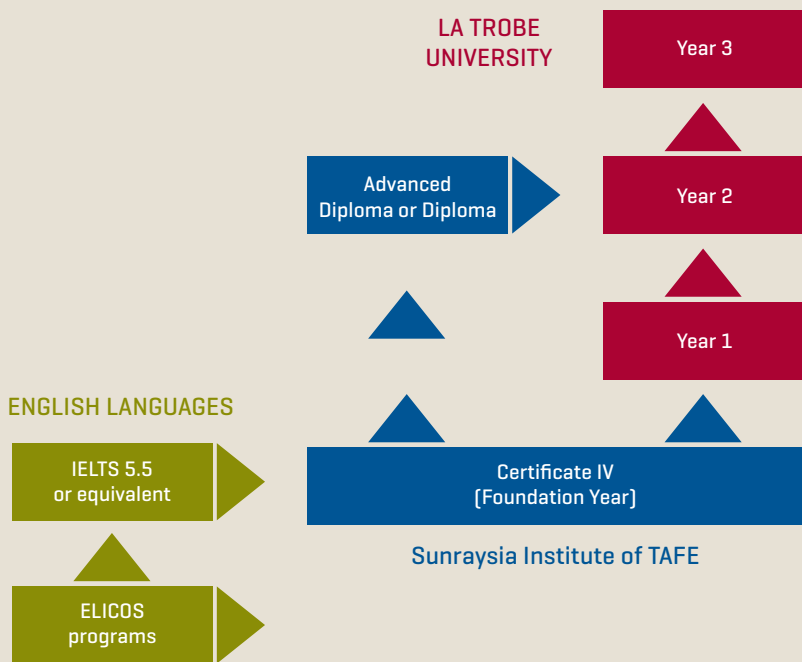 LA TROBE
UNIVERSITY
Year 3
Advanced
Diploma or Diploma
Year 2
Year 1
ENGLISH LANGUAGES
IELTS 5.5
or equivalent
Certificate IV
(Foundation Year)
Sunraysia Institute of TAFE
ELICOS
programs